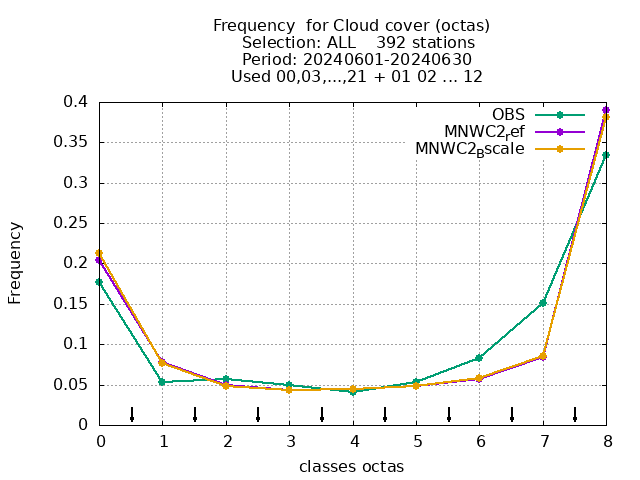 Frequency  for Cloud cover (octas)
Selection: ALL    392 stations
Period: 20240601-20240630
Used 00,03,...,21 + 01 02 ... 12
OBS
MNWC2_ref
MNWC2_Bscale
0.4
0.35
0.3
0.25
0.2
0.15
0.1
0.05
0
Frequency
0 1 2 3 4 5 6 7 8
classes octas